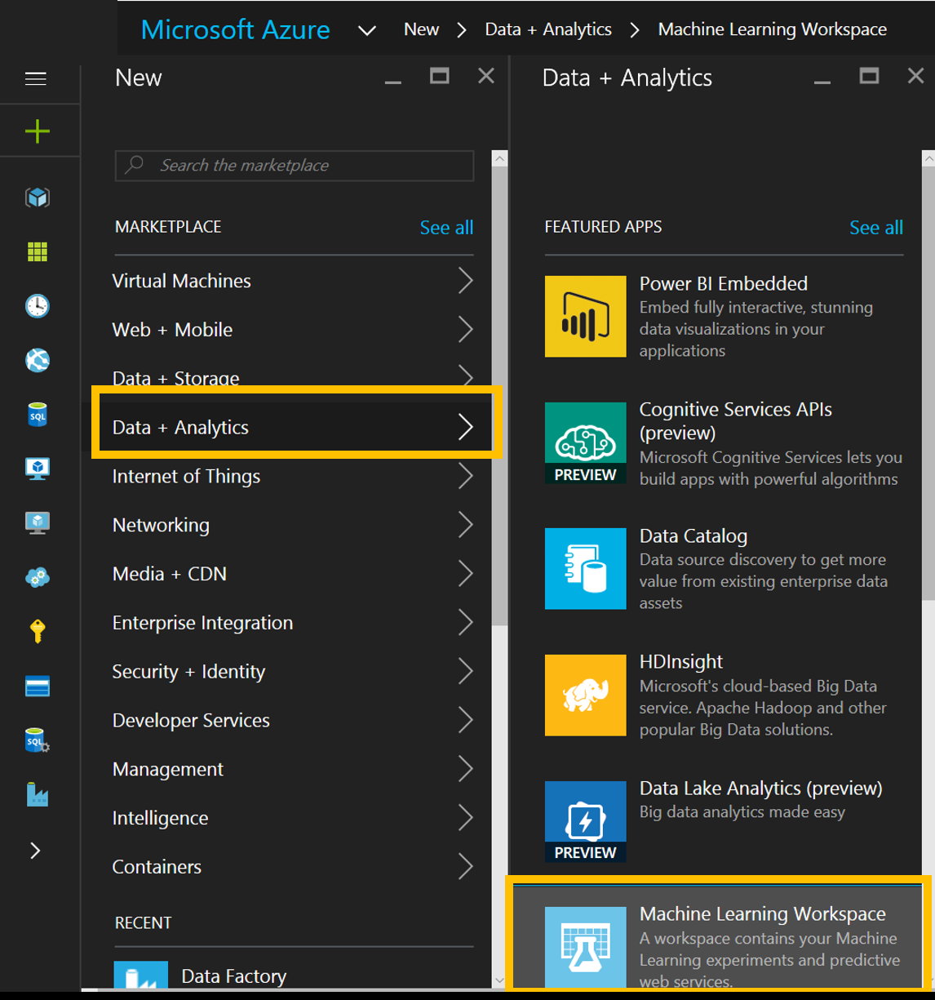 Microsoft Azure New Data + Analytics Machine Learning Workspace
New
Search the marketplace
MARKETPLACE See all
Virtual Machines
Web + Mobile
Data + Storage
Data + Analytics
Internet of Things
Networking
Media + CDN
Enterprise Integration
Security + Identity
Developer Services
Management
Intelligence
Containers
RECENT
Data Factory
Data + Analytics
FEATURED APPS See all
Power BI Embedded
Embed fully interactive, stunning
data visualizations in your
applications
Cognitive Services APIs
(preview)
Microsoft Cognitive Services lets you
build apps with powerful algorithms
PREVIEW
Data Catalog
Data source discovery to get more
value from existing enterprise data
assets
HDInsight
Microsoft's cloud-based Big Data
service. Apache Hadoop and other
popular Big Data solutions.
Data Lake Analytics (preview)
Big data analytics made easy
PREVIEW
Machine Learning Workspace
A workspace contains your Machine
Learning experiments and predictive
web services.
SQL
SQL